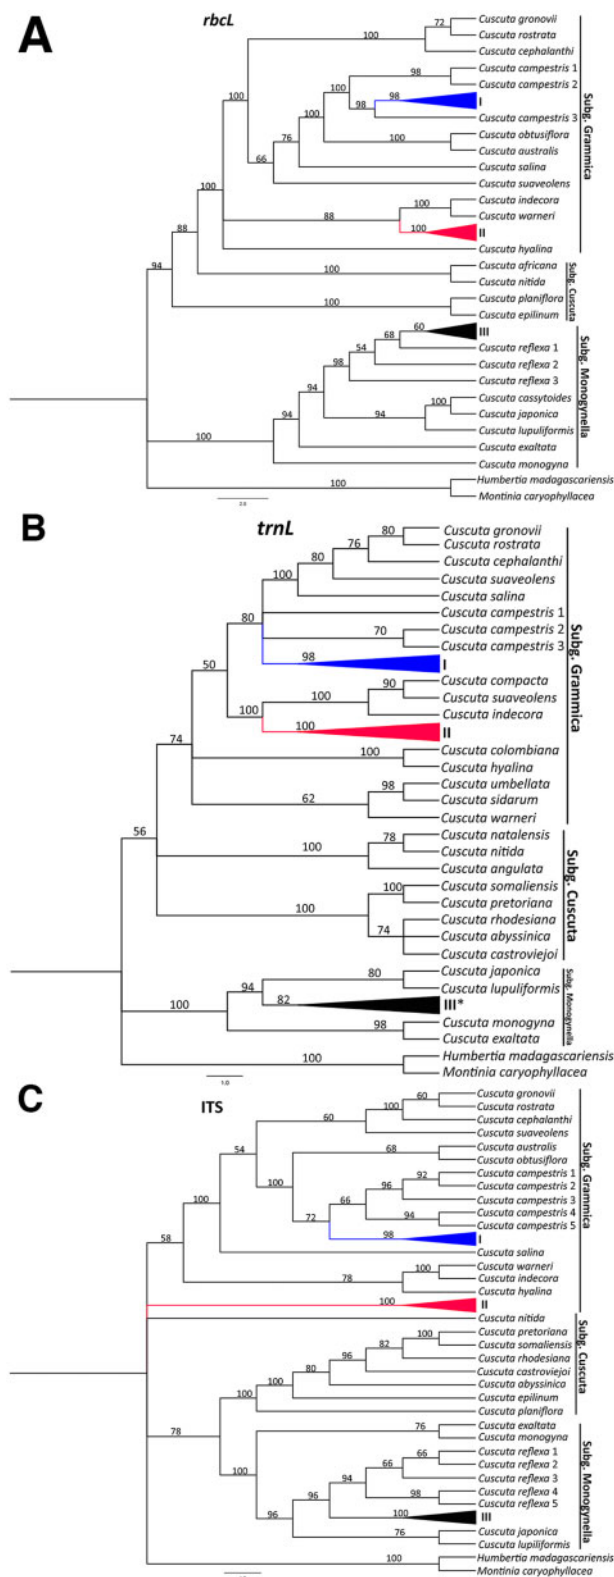 A
rbcL
72
Cuscuta gronovii
Cuscuta rostrata
100
Cuscuta cephalanthi
98
Cuscuta campestris 1
Cuscuta campestris 2
100
98
I
98
Cuscuta campestris 3
100
100
Cuscuta obtusiflora
76
Cuscuta australis
Cuscuta salina
66
Cuscuta suaveolens
100
100
Cuscuta indecora
88
Cuscuta warneri
100
II
88
Cuscuta hyalina
Subg. Grammica
94
100
Cuscuta africana
Cuscuta nitida
100
Cuscuta planiflora
Cuscuta epilinum
Subg. Cuscuta
60
III
68
54
Cuscuta reflexa 1
98
Cuscuta reflexa 2
94
Cuscuta reflexa 3
100
Cuscuta cassytoides
94
94
Cuscuta japonica
Cuscuta lupuliformis
100
Cuscuta exaltata
Cuscuta monogyna
Subg. Monogynella
100
Humbertia madagascariensis
Montinia caryophyllacea
2.0
B
trnL
80
Cuscuta gronovii
76
Cuscuta rostrata
80
Cuscuta cephalanthi
100
Cuscuta suaveolens
Cuscuta salina
80
Cuscuta campestris 1
70
Cuscuta campestris 2
Cuscuta campestris 3
98
I
50
90
Cuscuta compacta
100
Cuscuta suaveolens
100
Cuscuta indecora
100
II
74
100
Cuscuta colombiana
Cuscuta hyalina
98
Cuscuta umbellata
62
Cuscuta sidarum
Cuscuta warneri
Subg. Grammica
56
78
Cuscuta natalensis
100
Cuscuta nitida
Cuscuta angulata
100
Cuscuta somaliensis
100
Cuscuta pretoriana
Cuscuta rhodesiana
74
Cuscuta abyssinica
Cuscuta castroviejoi
Subg. Cuscuta
80
Cuscuta japonica
94
Cuscuta lupuliformis
82
III*
100
98
Cuscuta monogyna
Cuscuta exaltata
Subg. Monogynella
100
Humbertia madagascariensis
Montinia caryophyllacea
1.0
C
ITS
60
Cuscuta gronovii
100
Cuscuta rostrata
60
Cuscuta cephalanthi
Cuscuta suaveolens
54
68
Cuscuta australis
Cuscuta obtusiflora
92
Cuscuta campestris 1
100
96
Cuscuta campestris 2
66
Cuscuta campestris 3
100
94
Cuscuta campestris 4
72
Cuscuta campestris 5
98
I
Cuscuta salina
58
100
Cuscuta warneri
78
Cuscuta indecora
Cuscuta hyalina
100
II
Subg. Grammica
Cuscuta nitida
100
Cuscuta pretoriana
82
Cuscuta somaliensis
96
Cuscuta rhodesiana
80
Cuscuta castroviejoi
100
Cuscuta abyssinica
100
Cuscuta epilinum
Cuscuta planiflora
Subg. Cuscuta
78
76
Cuscuta exaltata
Cuscuta monogyna
66
Cuscuta reflexa 1
100
66
Cuscuta reflexa 2
94
Cuscuta reflexa 3
96
98
Cuscuta reflexa 4
Cuscuta reflexa 5
96
100
III
76
Cuscuta japonica
Cuscuta lupiliformis
Subg. Monogynella
100
Humbertia madagascariensis
Montinia caryophyllacea